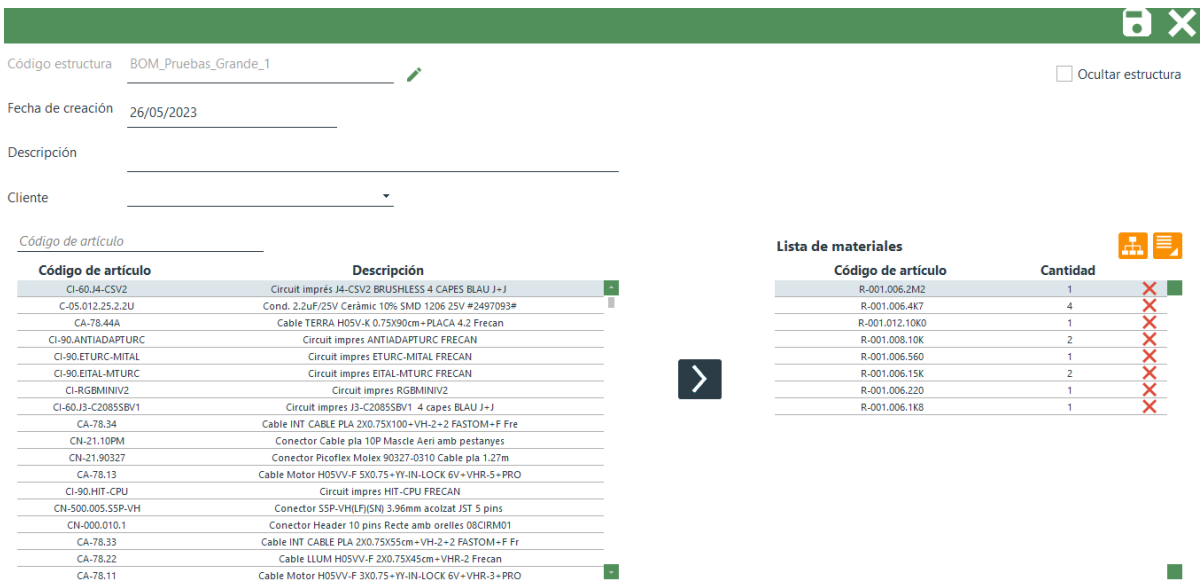 Código estructura BOM_Pruebas_Grande_1
Ocultar estructura
Fecha de creación 26/05/2023
Descripción
Cliente
Código de artículo
Lista de materiales
Código de artículo Descripción
Código de artículo Cantidad
CI-60.J4-CSV2 Circuit imprés J4-CSV2 BRUSHLESS 4 CAPES BLAU J+J
C-05.012.25.2.2U Cond. 2.2uF/25V Ceràmic 10% SMD 1206 25V #2497093#
CA-78.44A Cable TERRA H05V-K 0.75X90cm+PLACA 4.2 Frecan
CI-90.ANTIADAPTURC Circuit impres ANTIADAPTURC FRECAN
CI-90.ETURC-MITAL Circuit impres ETURC-MITAL FRECAN
CI-90.EITAL-MTURC Circuit impres EITAL-MTURC FRECAN
CI-RGBMINIV2 Circuit impres RGBMINIV2
CI-60.J3-C2085SBV1 Circuit impres J3-C2085SBV1 4 capes BLAU J+J
CA-78.34 Cable INT CABLE PLA 2X0.75X100+VH-2+2 FASTOM+F Fre
CN-21.10PM Conector Cable pla 10P Mascle Aeri amb pestanyes
CN-21.90327 Conector Picoflex Molex 90327-0310 Cable pla 1.27m
CA-78.13 Cable Motor H05VV-F 5X0.75+YY-IN-LOCK 6V+VHR-5+PRO
CI-90.HIT-CPU Circuit impres HIT-CPU FRECAN
CN-500.005.S5P-VH Conector S5P-VH(LF)(SN) 3.96mm acolzat JST 5 pins
CN-000.010.1 Conector Header 10 pins Recte amb orelles 08CIRM01
CA-78.33 Cable INT CABLE PLA 2X0.75X55cm+VH-2+2 FASTOM+F Fr
CA-78.22 Cable LLUM H05VV-F 2X0.75X45cm+VHR-2 Frecan
CA-78.11 Cable Motor H05VV-F 3X0.75+YY-IN-LOCK 6V+VHR-3+PRO
R-001.006.2M2 1
R-001.006.4K7 4
R-001.012.10K0 1
R-001.008.10K 2
R-001.006.560 1
R-001.006.15K 2
R-001.006.220 1
R-001.006.1K8 1